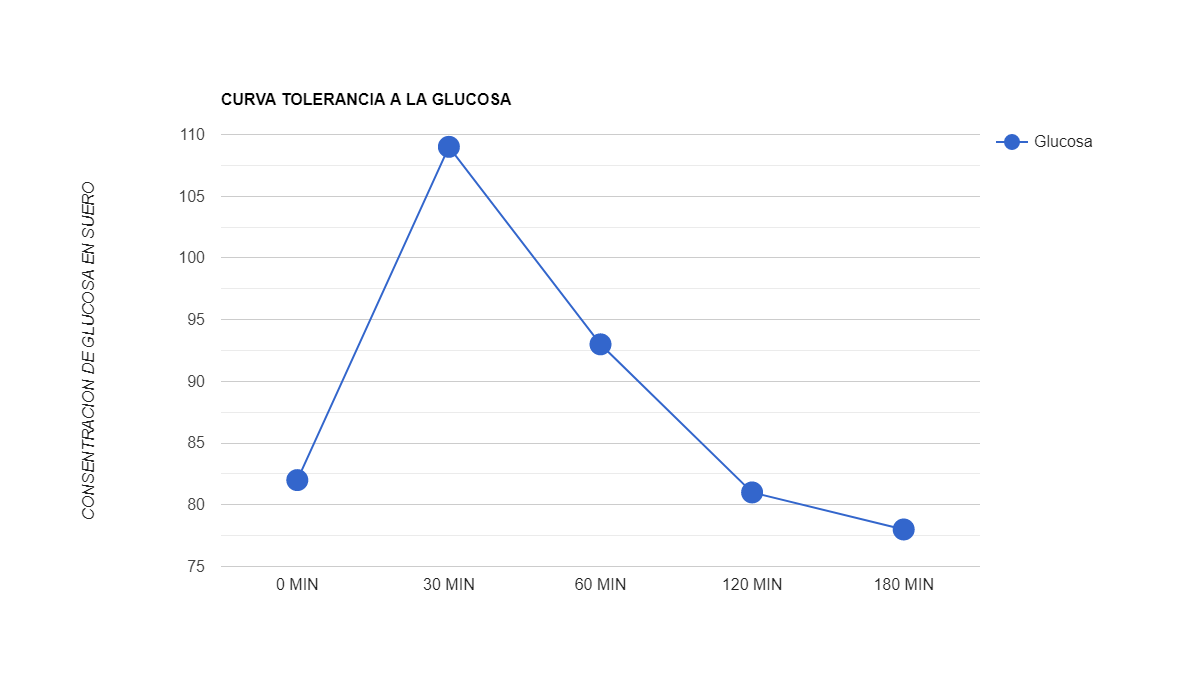 CURVA TOLERANCIA A LA GLUCOSA
Glucosa
CONSENTRACION DE GLUCOSA EN SUERO
110
105
100
95
90
85
80
75
0 MIN
30 MIN
60 MIN
120 MIN
180 MIN